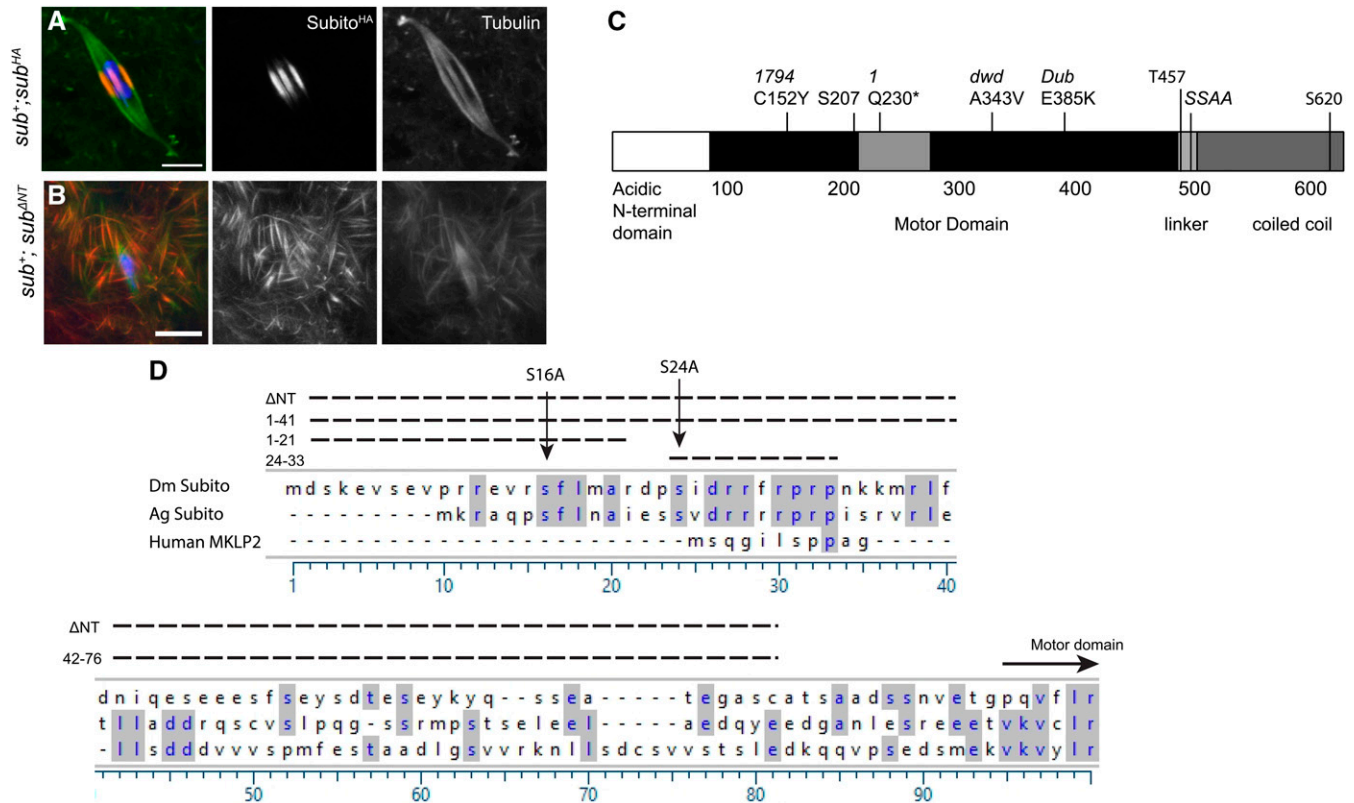 A
sub⁺;subᴴᴬ
Subitoᴴᴬ
Tubulin
B
sub⁺; subᐞᴺᵀ
C
1794
C152Y
S207
1
Q230*
dwd
A343V
Dub
E385K
T457
SSAA
S620
Acidic
N-terminal
domain
100 200 300 400 500 600
Motor Domain
linker
coiled coil
D
S16A
S24A
ΔNT
1-41
1-21
24-33
Dm Subito m d s k e v s e v p r r e v r s f l m a r d p s i d r r f r p r p n k k m r l f
Ag Subito - - - - - - - - - m k r a q p s f l n a i e s s v d r r r r p r p i s r v r l e
Human MKLP2 - - - - - - - - - - - - - - - - - - - - - - - - m s q g i l s p p a g - - - - -
1 10 20 30 40
ΔNT
42-76
Motor domain
d n i q e s e e e s f s e y s d t e s e y k y q - - s s e a - - - - - t e g a s c a t s a a d s s n v e t g p q v f l r
t l l a d d r q s c v s l p q g - s s r m p s t s e l e e l - - - - - a e d q y e e d g a n l e s r e e e t v k v c l r
- l l s d d d v v v s p m f e s t a a d l g s v v r k n l l s d c s v v s t s l e d k q q v p s e d s m e k v k v y l r
50 60 70 80 90